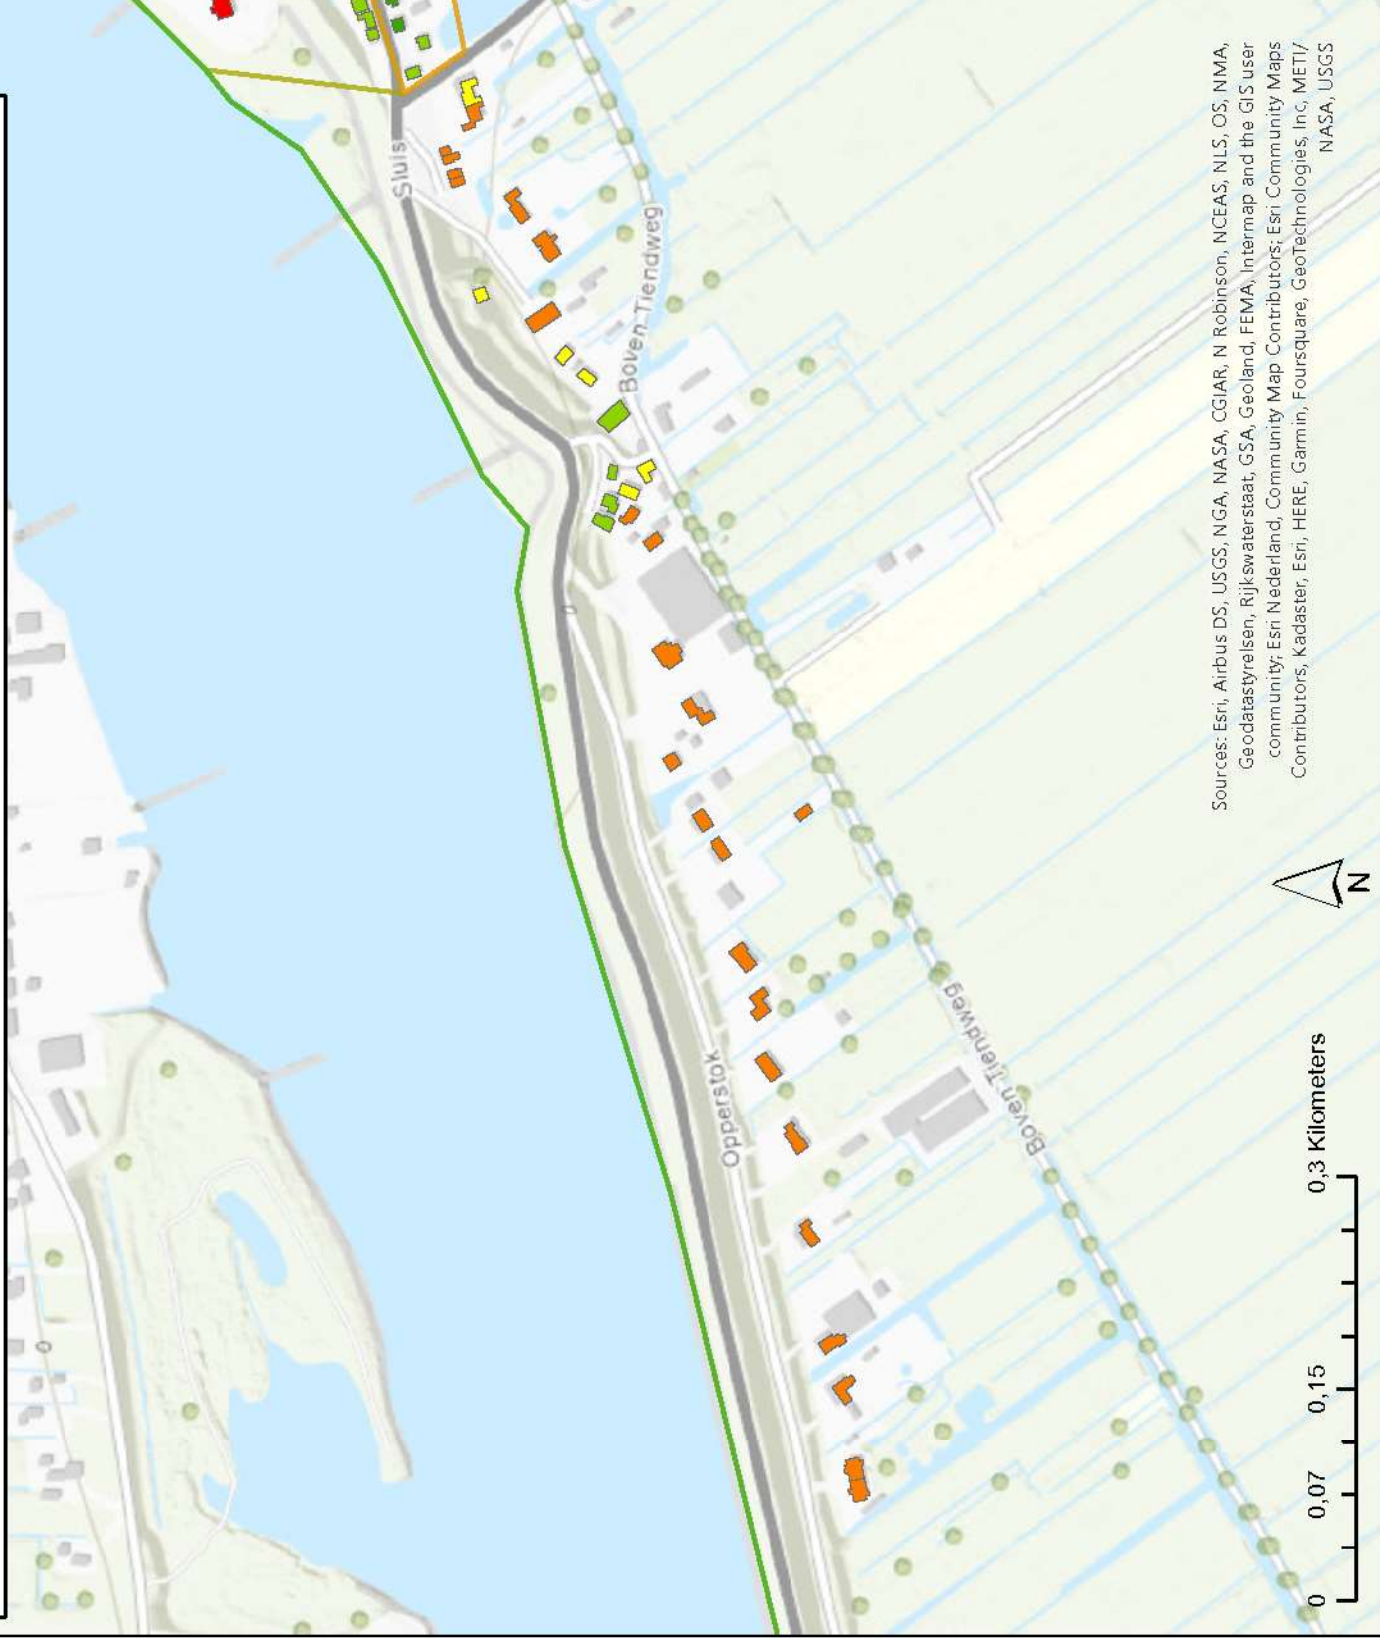 Sluis
Boven Tiendweg
Opperstok
Boven Tiendweg
Sources: Esri, Airbus DS, USGS, NGA, NASA, CGIAR, N Robinson, NCEAS, NLS, OS, NMA,
Geodatastyrelsen, Rijkswaterstaat, GSA, Geoland, FEMA, Intermap and the GIS user
community; Esri Nederland, Community Map Contributors; Esri Community Maps
Contributors, Kadaster, Esri, HERE, Garmin, Foursquare, GeoTechnologies, Inc, METI/
NASA, USGS
N
0 0,07 0,15 0,3 Kilometers